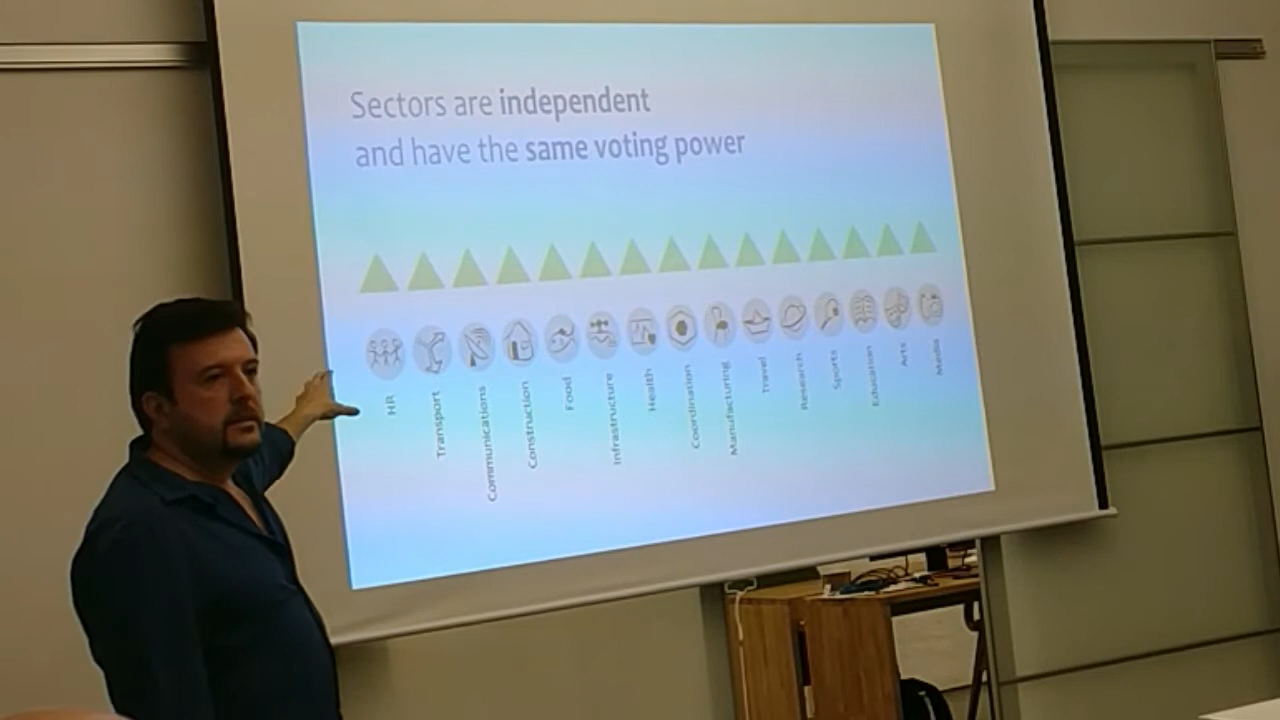 Sectors are independent
and have the same voting power
HR
Transport
Communications
Construction
Food
Infrastructure
Health
Coordination
Manufacturing
Travel
Research
Sports
Education
Arts
Media